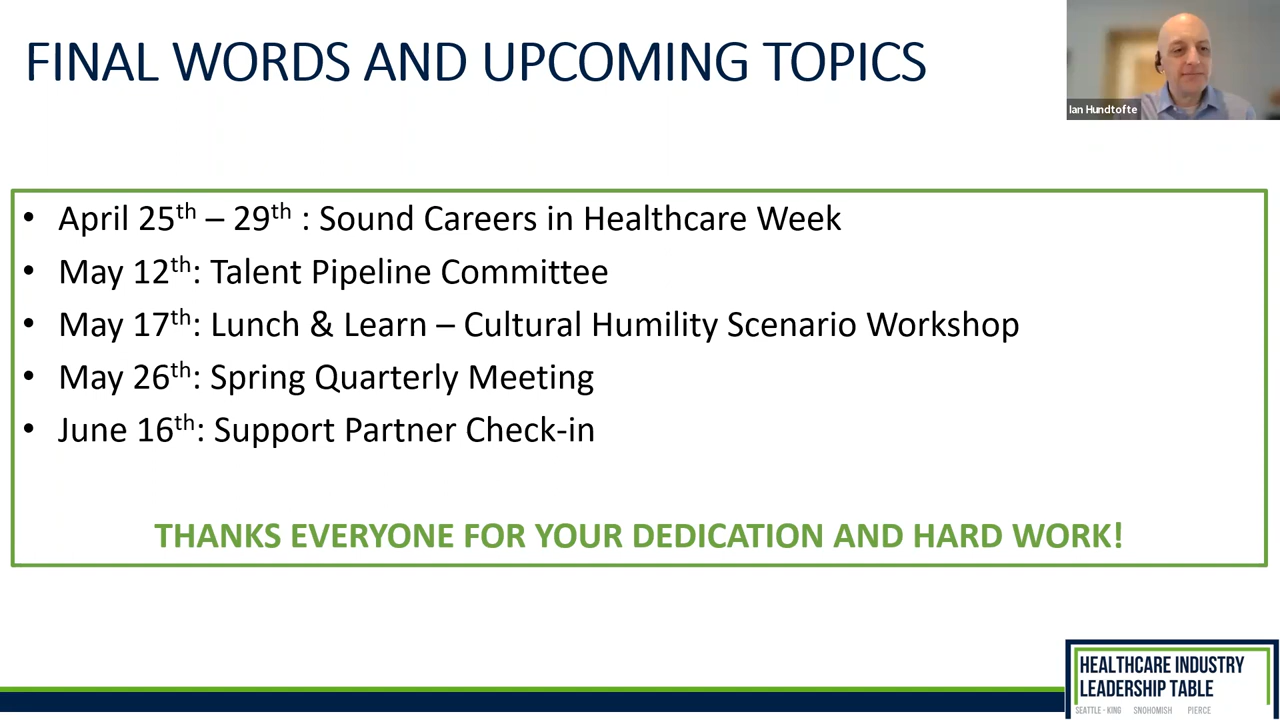 FINAL WORDS AND UPCOMING TOPICS
Ian Hundtofte
• April 25th – 29th : Sound Careers in Healthcare Week
• May 12th: Talent Pipeline Committee
• May 17th: Lunch & Learn – Cultural Humility Scenario Workshop
• May 26th: Spring Quarterly Meeting
• June 16th: Support Partner Check-in
THANKS EVERYONE FOR YOUR DEDICATION AND HARD WORK!
HEALTHCARE INDUSTRY
LEADERSHIP TABLE
SEATTLE - KING SNOHOMISH PIERCE